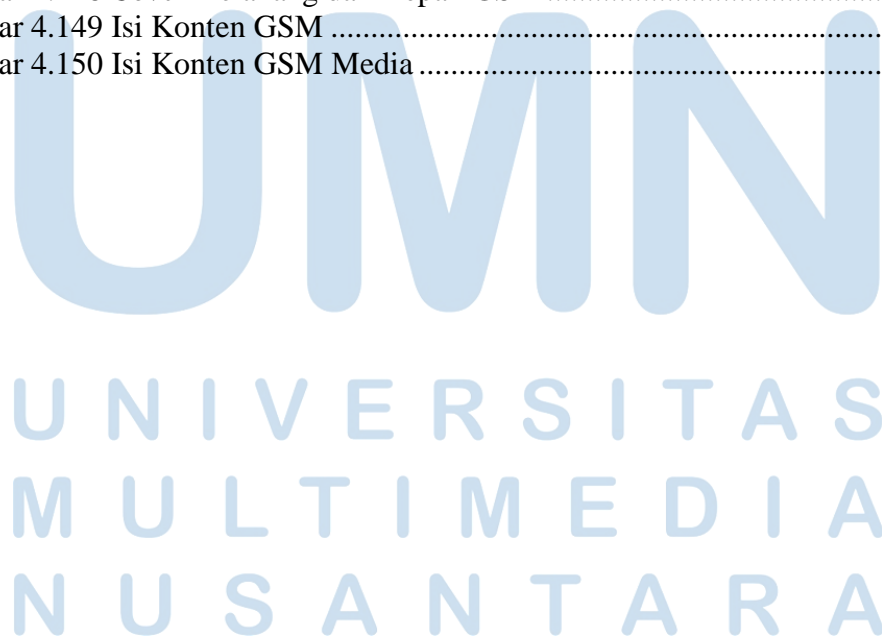 ar 4.149 Isi Konten GSM ........................................................................
ar 4.150 Isi Konten GSM Media .............................................................
UMN
UNIVERSITAS
MULTIMEDIA
NUSANTARA